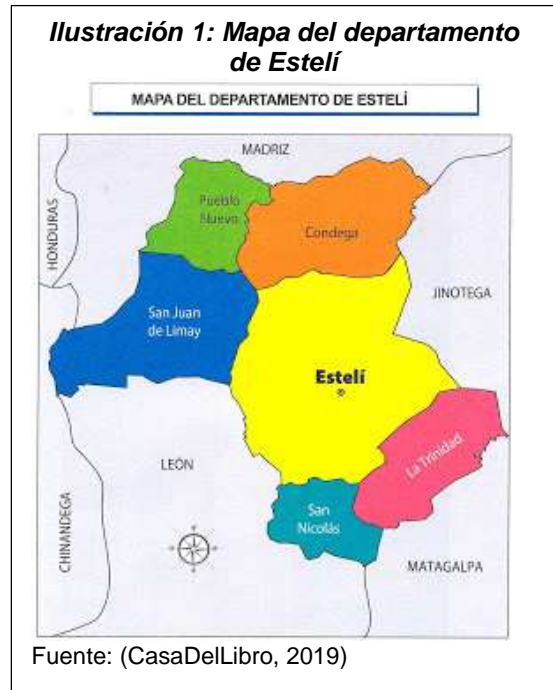 Ilustración 1: Mapa del departamento
de Estelí
MAPA DEL DEPARTAMENTO DE ESTELÍ
MADRIZ
HONDURAS
Pueblo
Nuevo
Condega
JINOTEGA
San Juan
de Limay
Estelí
LEÓN
La Trinidad
San
Nicolás
CHINANDEGA
MATAGALPA
Fuente: (CasaDelLibro, 2019)